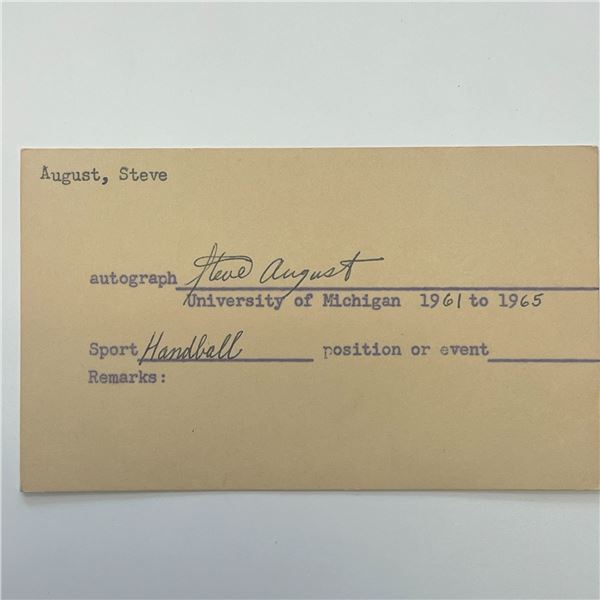 August, Steve
autograph Steve August
University of Michigan 1961 to 1965
Sport Handball position or event
Remarks: